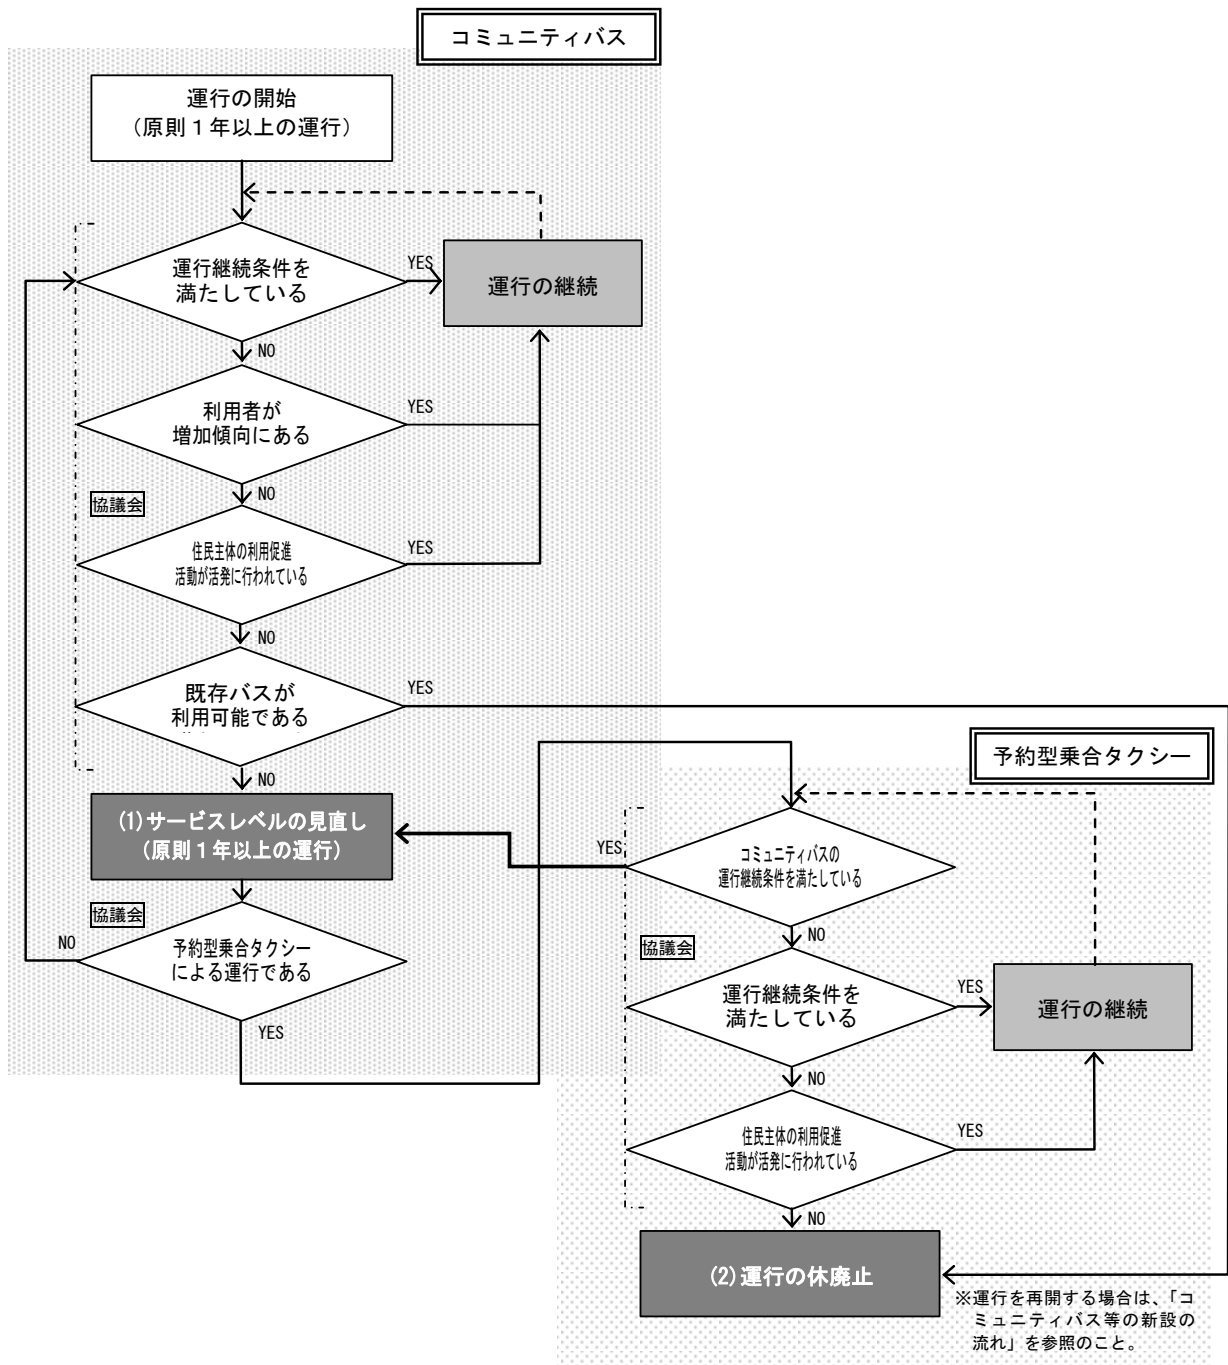 コミュニティバス
運行の開始
(原則１年以上の運行)
運行継続条件を
満たしている
YES
運行の継続
NO
利用者が
増加傾向にある
YES
NO
協議会
住民主体の利用促進
活動が活発に行われている
YES
NO
既存バスが
利用可能である
YES
NO
(1)サービスレベルの見直し
(原則１年以上の運行)
協議会
予約型乗合タクシー
による運行である
NO
YES
予約型乗合タクシー
コミュニティバスの
運行継続条件を満たしている
YES
NO
協議会
運行継続条件を
満たしている
YES
運行の継続
NO
住民主体の利用促進
活動が活発に行われている
YES
NO
(2)運行の休廃止
※運行を再開する場合は、「コ
ミュニティバス等の新設の
流れ」を参照のこと。